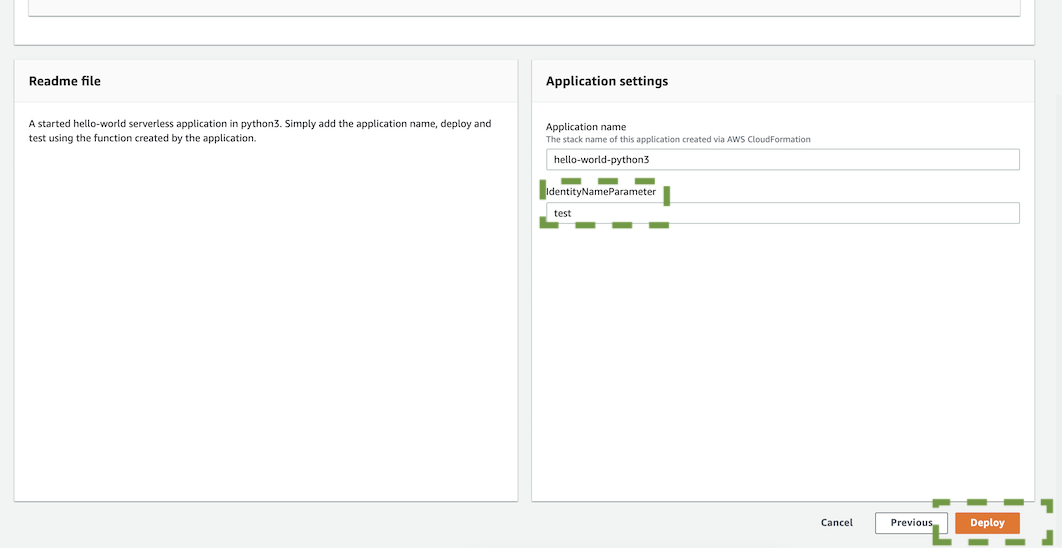 Readme file
A started hello-world serverless application in python3. Simply add the application name, deploy and
test using the function created by the application.
Application settings
Application name
The stack name of this application created via AWS CloudFormation
hello-world-python3
IdentityNameParameter
test
Cancel
Previous
Deploy